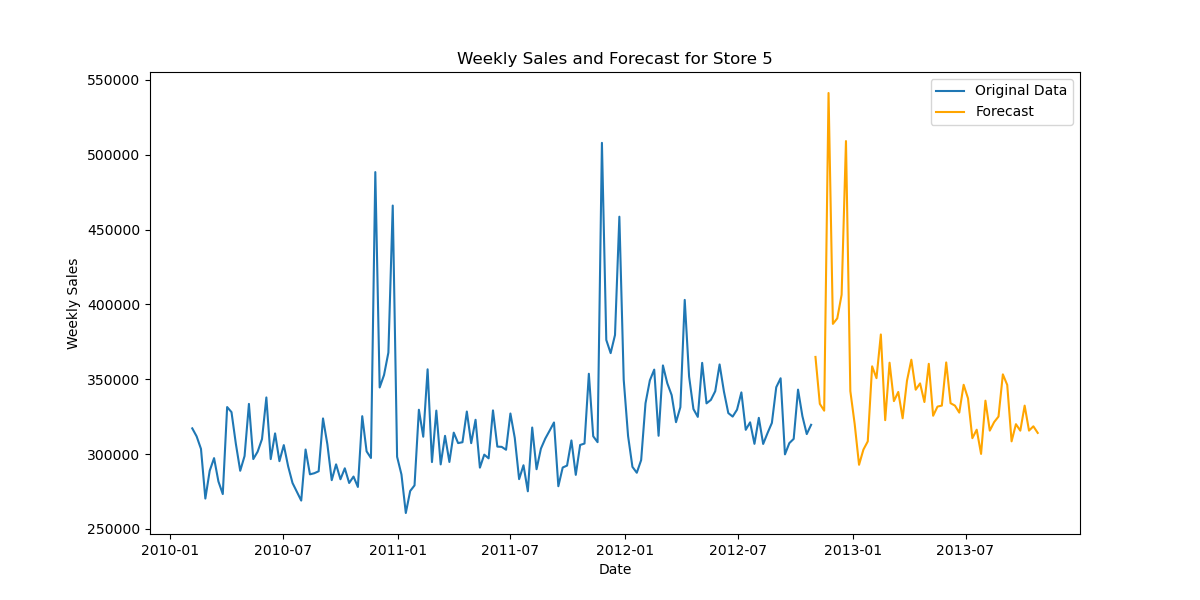 Weekly Sales and Forecast for Store 5
Original Data
Forecast
Weekly Sales
550000
500000
450000
400000
350000
300000
250000
2010-01 2010-07 2011-01 2011-07 2012-01 2012-07 2013-01 2013-07
Date